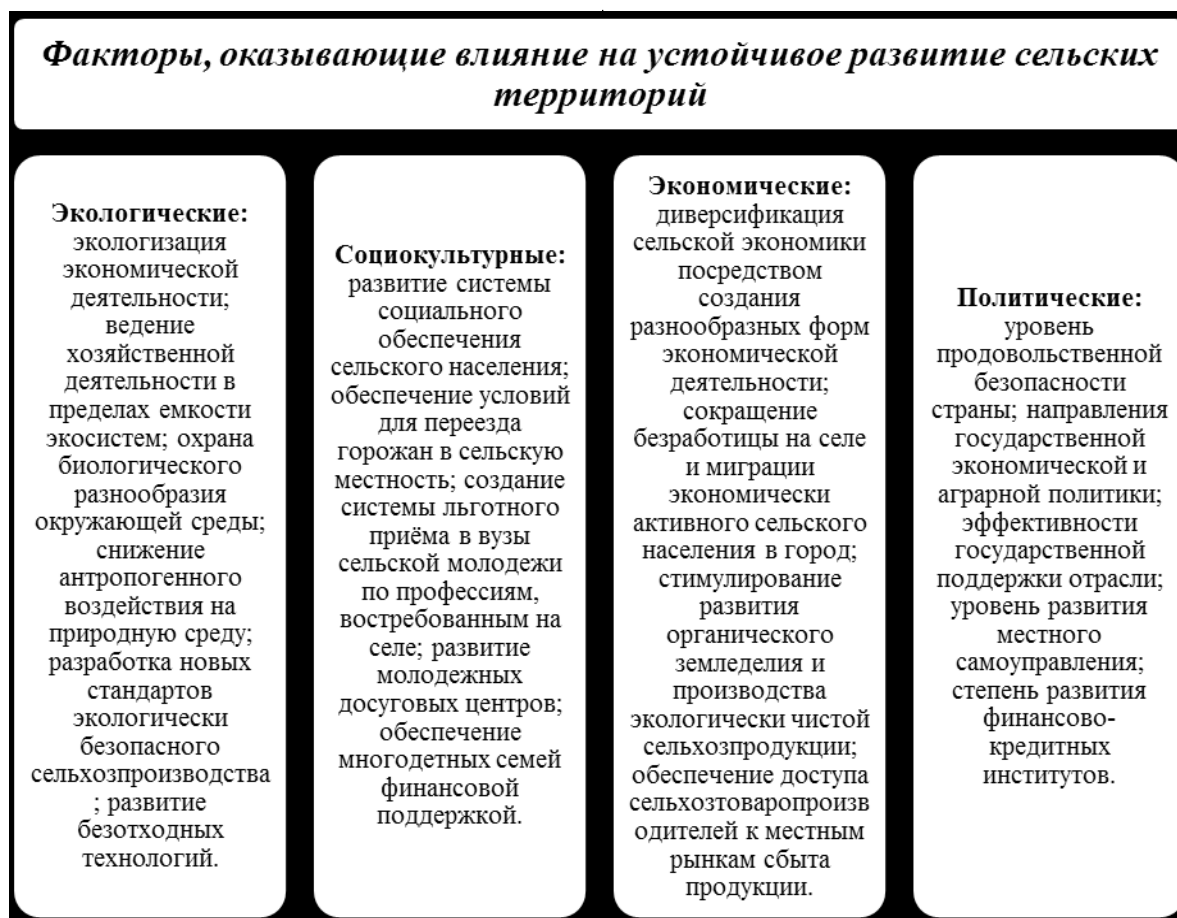 Факторы, оказывающие влияние на устойчивое развитие сельских
территорий
Экологические:
экологизация
экономической
деятельности;
ведение
хозяйственной
деятельности в
пределах емкости
экосистем; охрана
биологического
разнообразия
окружающей среды;
снижение
антропогенного
воздействия на
природную среду;
разработка новых
стандартов
экологически
безопасного
сельхозпроизводства
; развитие
безотходных
технологий.
Социокультурные:
развитие системы
социального
обеспечения
сельского населения;
обеспечение условий
для переезда
горожан в сельскую
местность; создание
системы льготного
приёма в вузы
сельской молодежи
по профессиям,
востребованным на
селе; развитие
молодежных
досуговых центров;
обеспечение
многодетных семей
финансовой
поддержкой.
Экономические:
диверсификация
сельской экономики
посредством
создания
разнообразных форм
экономической
деятельности;
сокращение
безработицы на селе
и миграции
экономически
активного сельского
населения в город;
стимулирование
развития
органического
земледелия и
производства
экологически чистой
сельхозпродукции;
обеспечение доступа
сельхозтоваропроизв
одителей к местным
рынкам сбыта
продукции.
Политические:
уровень
продовольственной
безопасности
страны; направления
государственной
экономической и
аграрной политики;
эффективности
государственной
поддержки отрасли;
уровень развития
местного
самоуправления;
степень развития
финансово-
кредитных
институтов.